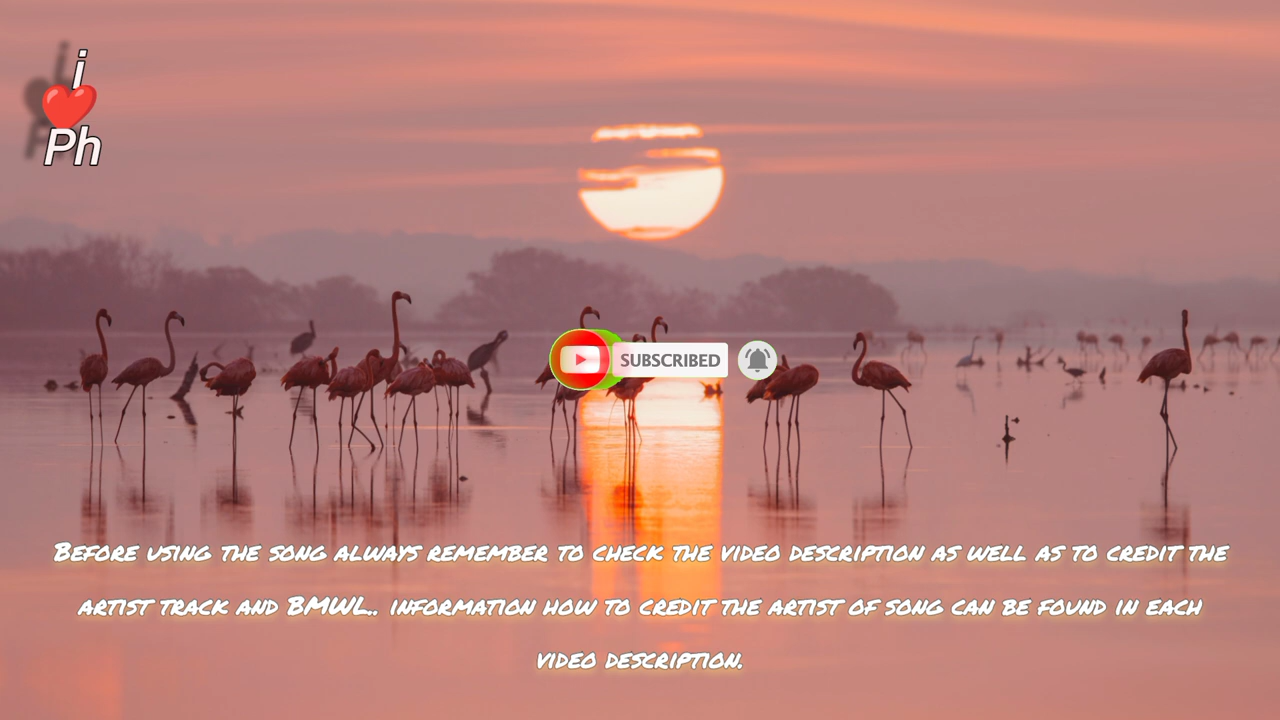 i
Ph
SUBSCRIBED
Before using the song always remember to check the video description as well as to credit the
artist track and BMWL.. information how to credit the artist of song can be found in each
video description.